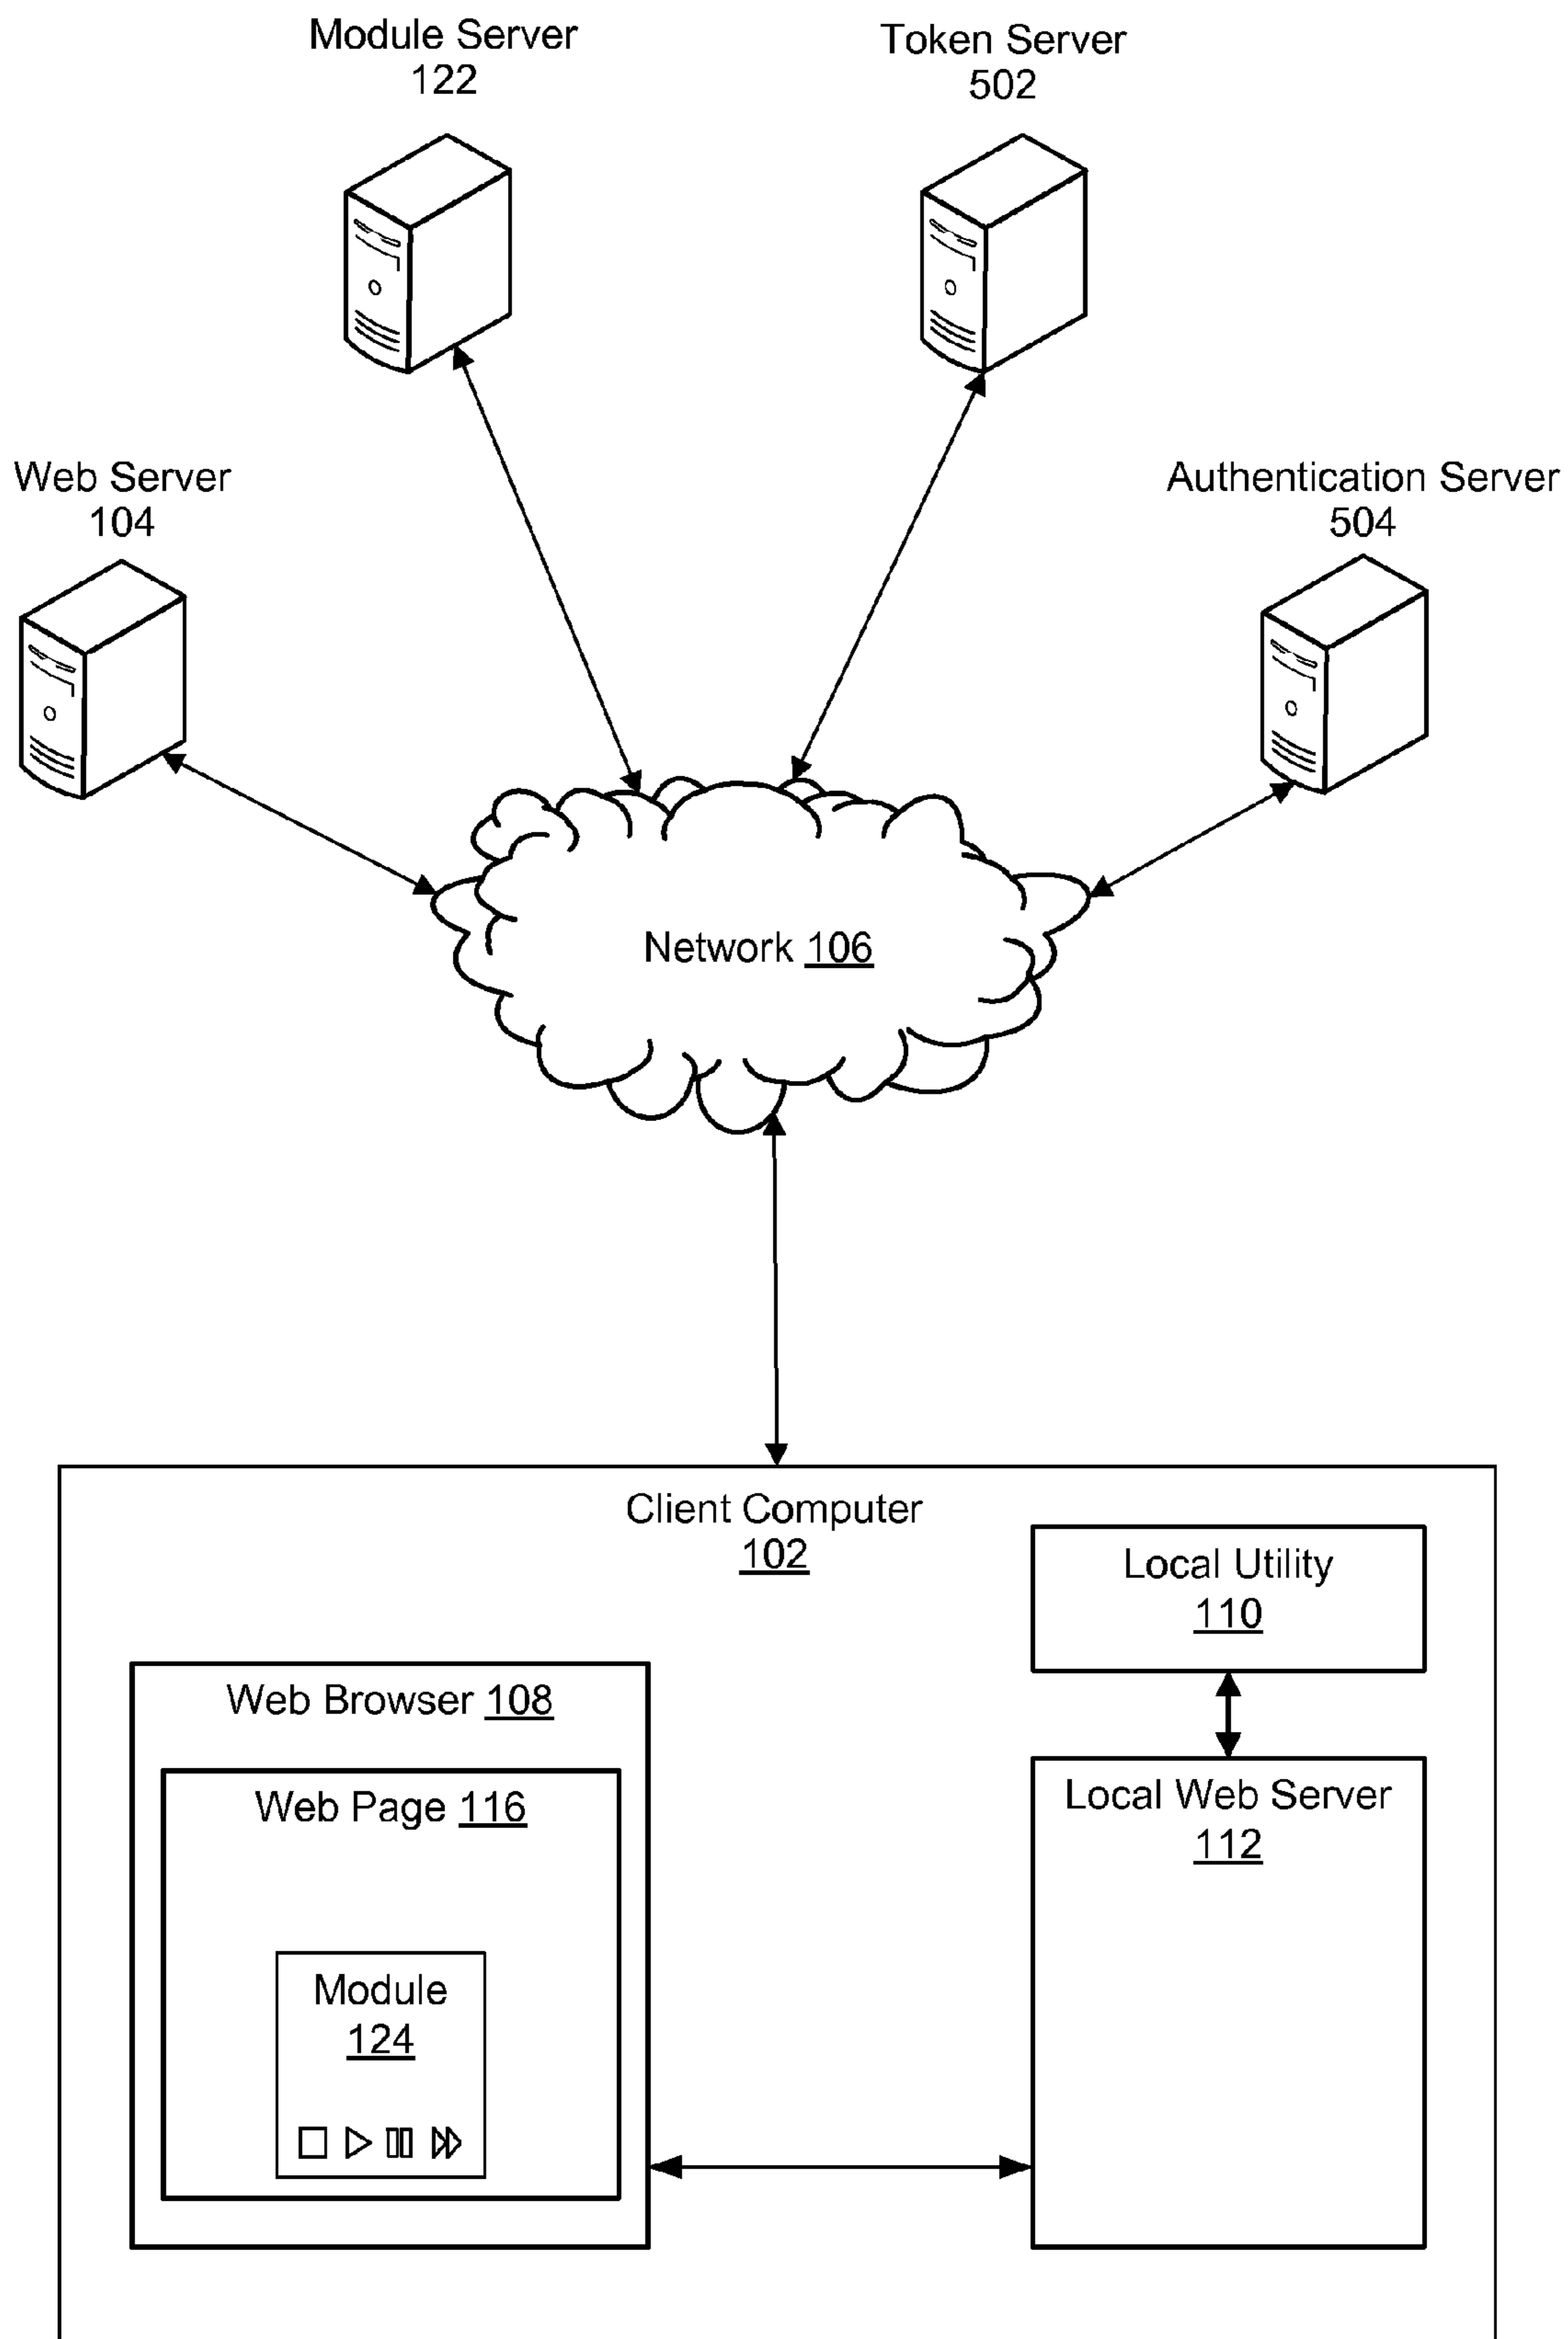 Module Server
122
Token Server
502
Web Server
104
Authentication Server
504
Network 106
Client Computer
102
Local Utility
110
Web Browser 108
Web Page 116
Local Web Server
112
Module
124